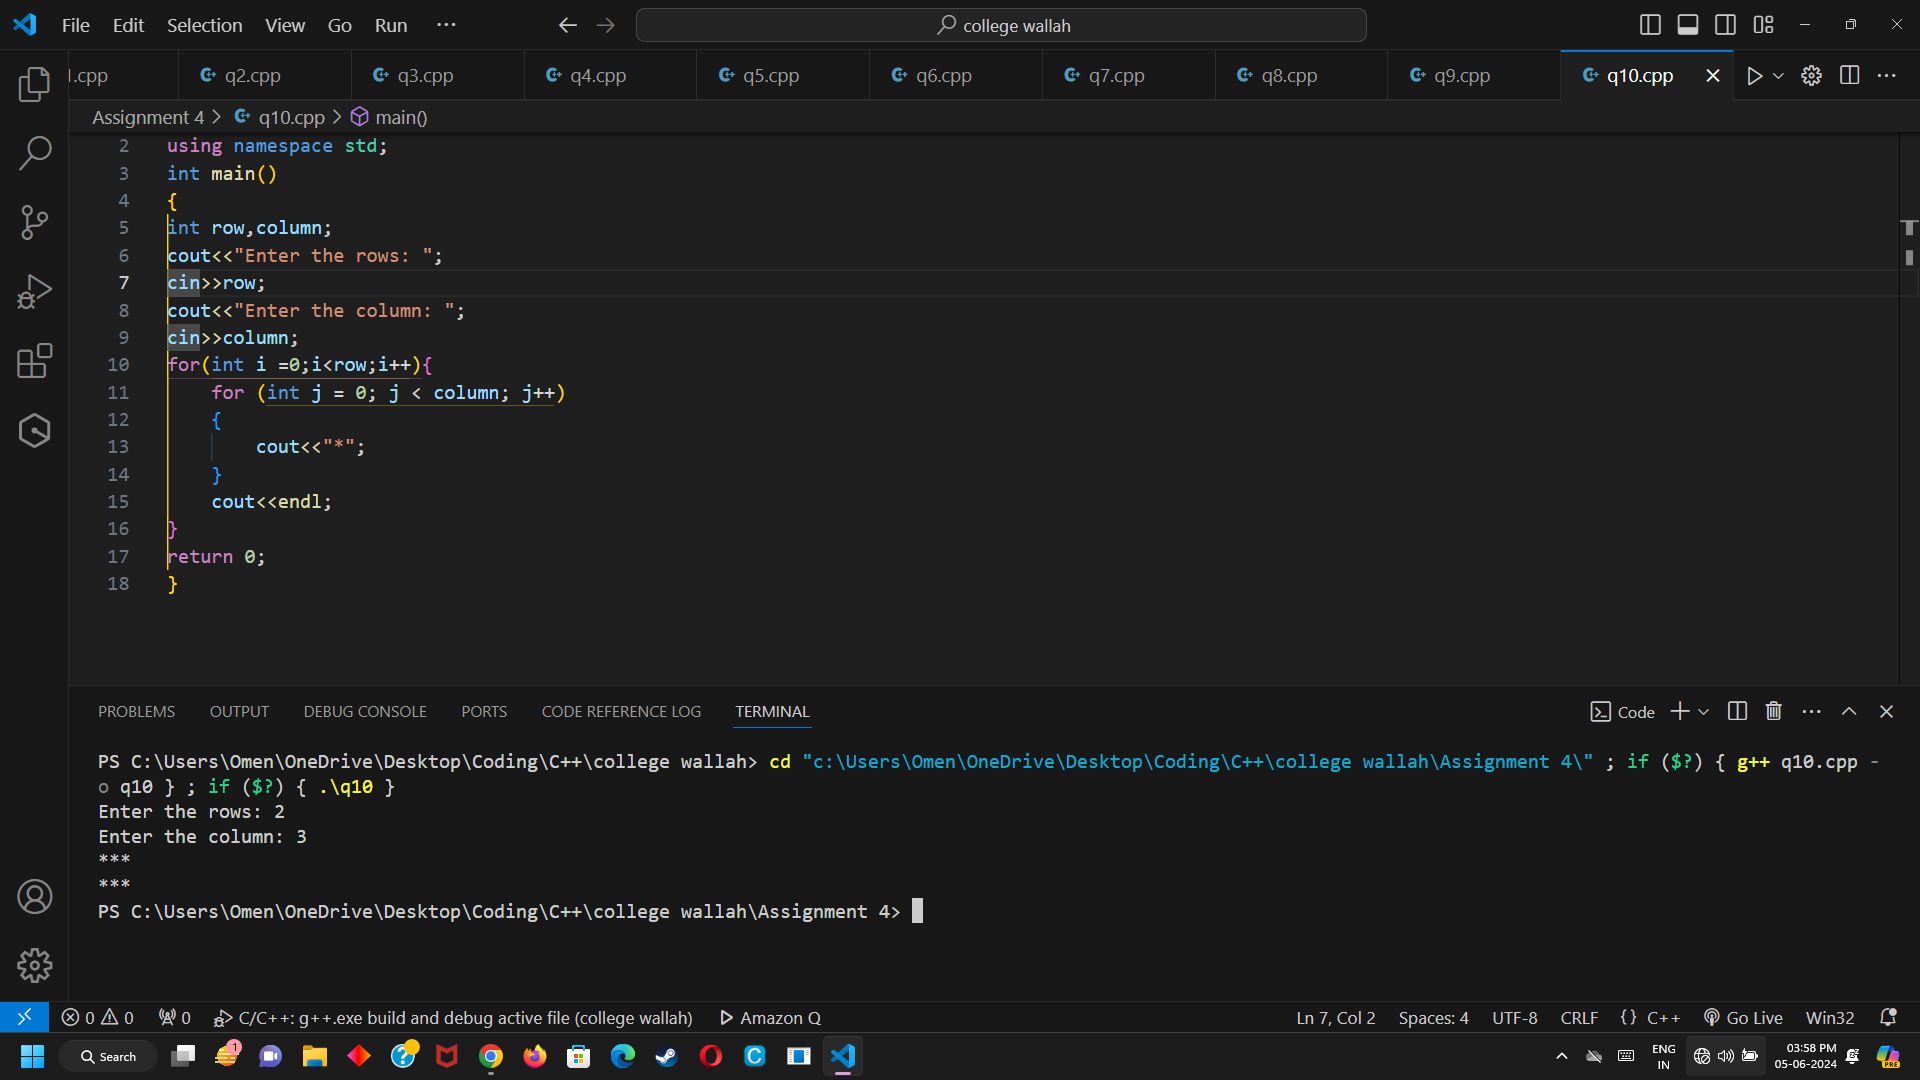 File Edit Selection View Go Run ··· college wallah
1.cpp q2.cpp q3.cpp q4.cpp q5.cpp q6.cpp q7.cpp q8.cpp q9.cpp q10.cpp
Assignment 4 > q10.cpp > main()
2 using namespace std;
3 int main()
4 {
5 int row,column;
6 cout<<"Enter the rows: ";
7 cin>>row;
8 cout<<"Enter the column: ";
9 cin>>column;
10 for(int i =0;i<row;i++){
11     for (int j = 0; j < column; j++)
12     {
13         cout<<"*";
14     }
15     cout<<endl;
16 }
17 return 0;
18 }
PROBLEMS OUTPUT DEBUG CONSOLE PORTS CODE REFERENCE LOG TERMINAL Code
PS C:\Users\Omen\OneDrive\Desktop\Coding\C++\college wallah> cd "c:\Users\Omen\OneDrive\Desktop\Coding\C++\college wallah\Assignment 4\" ; if ($?) { g++ q10.cpp -
o q10 } ; if ($?) { .\q10 }
Enter the rows: 2
Enter the column: 3
***
***
PS C:\Users\Omen\OneDrive\Desktop\Coding\C++\college wallah\Assignment 4>
0 0 0 C/C++: g++.exe build and debug active file (college wallah) Amazon Q Ln 7, Col 2 Spaces: 4 UTF-8 CRLF {} C++ Go Live Win32
Search 1 ENG IN 03:58 PM 05-06-2024 PRE